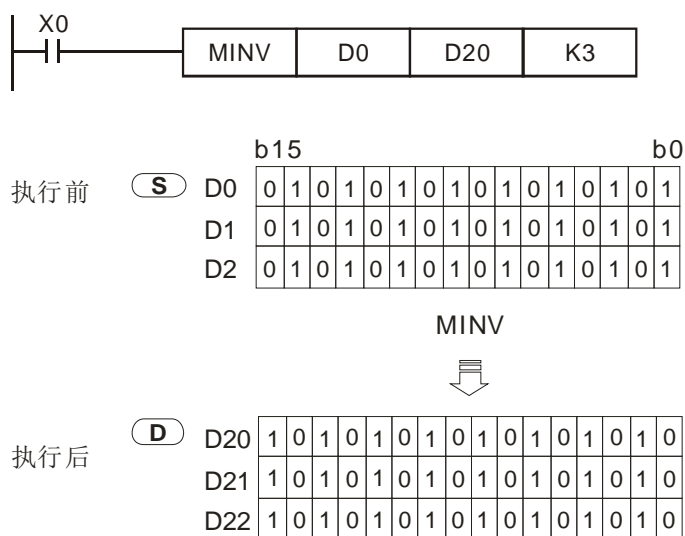 X0
MINV D0 D20 K3
b15 b0
执行前 S D0 0 1 0 1 0 1 0 1 0 1 0 1 0 1 0 1
D1 0 1 0 1 0 1 0 1 0 1 0 1 0 1 0 1
D2 0 1 0 1 0 1 0 1 0 1 0 1 0 1 0 1
MINV
执行后 D D20 1 0 1 0 1 0 1 0 1 0 1 0 1 0 1 0
D21 1 0 1 0 1 0 1 0 1 0 1 0 1 0 1 0
D22 1 0 1 0 1 0 1 0 1 0 1 0 1 0 1 0